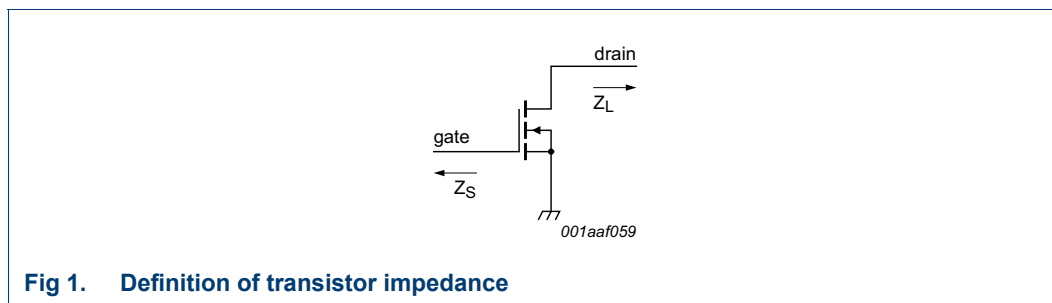 drain
Z_L
gate
Z_S
001aaf059
Fig 1. Definition of transistor impedance